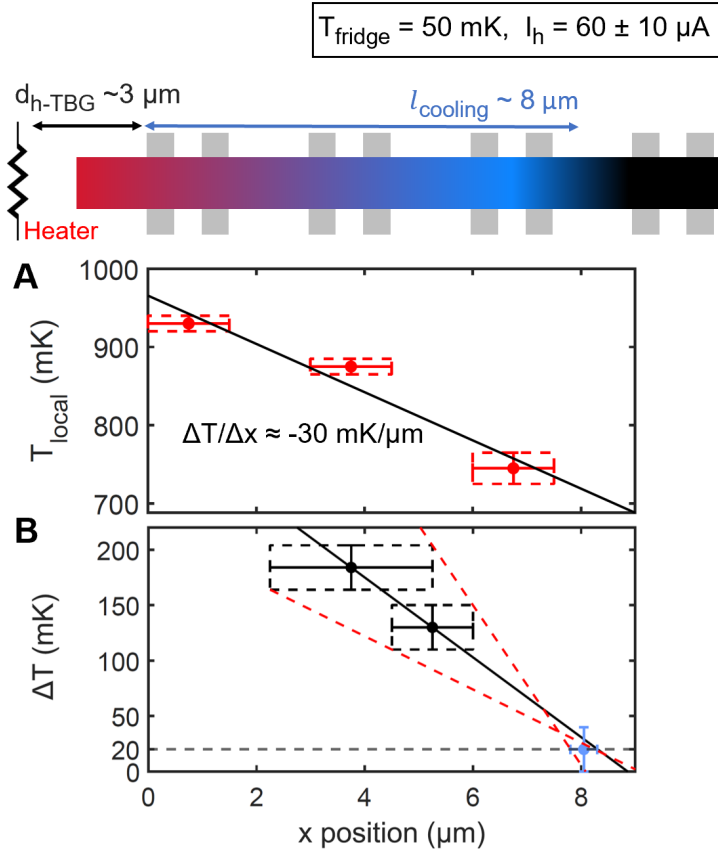 T_fridge = 50 mK, I_h = 60 ± 10 µA
d_h-TBG ~3 µm
l_cooling ~ 8 µm
Heater
A
1000
900
800
700
T_local (mK)
ΔT/Δx ≈ -30 mK/µm
B
200
150
100
50
20
0
ΔT (mK)
0 2 4 6 8
x position (µm)